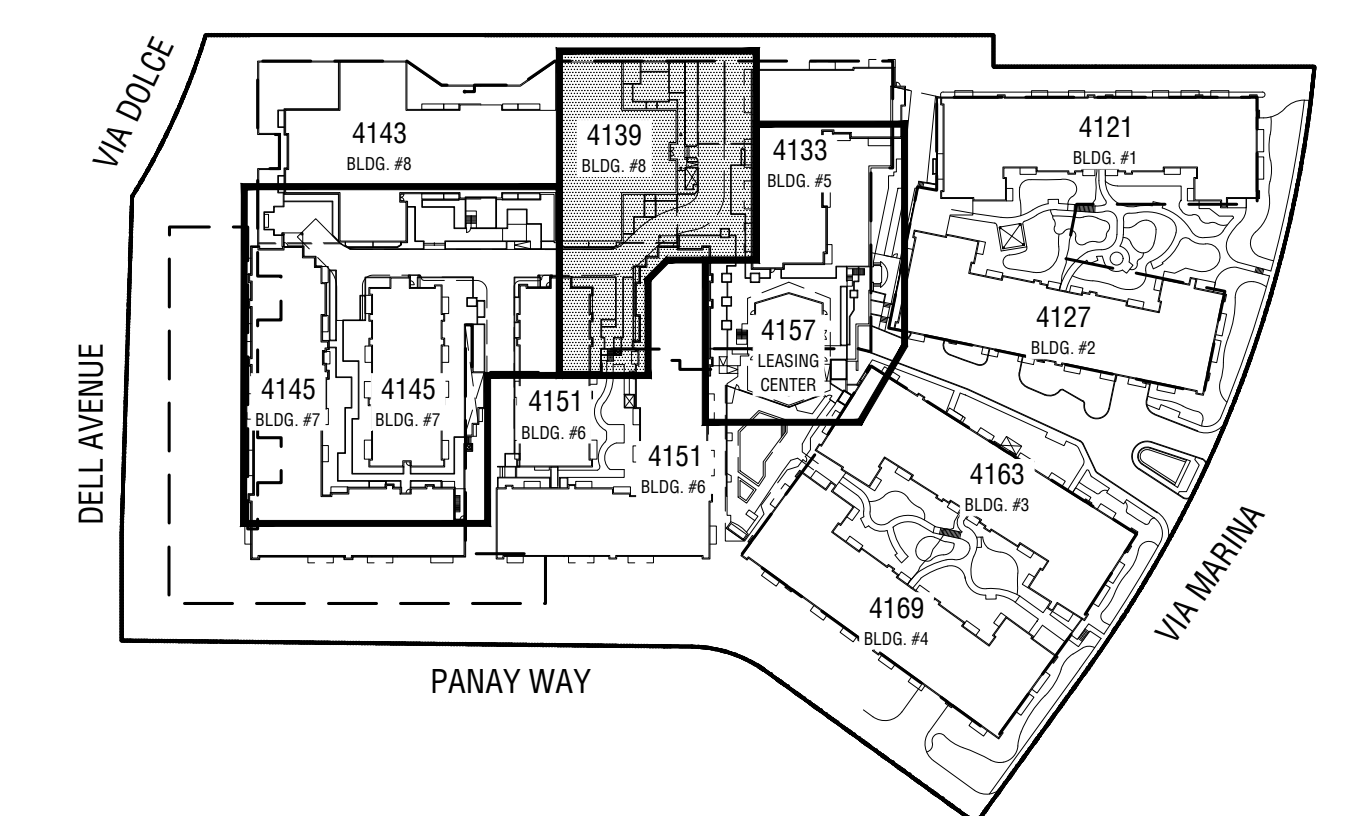 VIA DOLCE
4143
BLDG. #8
4139
BLDG. #8
4133
BLDG. #5
4121
BLDG. #1
4127
BLDG. #2
4157
LEASING
CENTER
DELL AVENUE
4145
BLDG. #7
4145
BLDG. #7
4151
BLDG. #6
4151
BLDG. #6
4163
BLDG. #3
4169
BLDG. #4
VIA MARINA
PANAY WAY